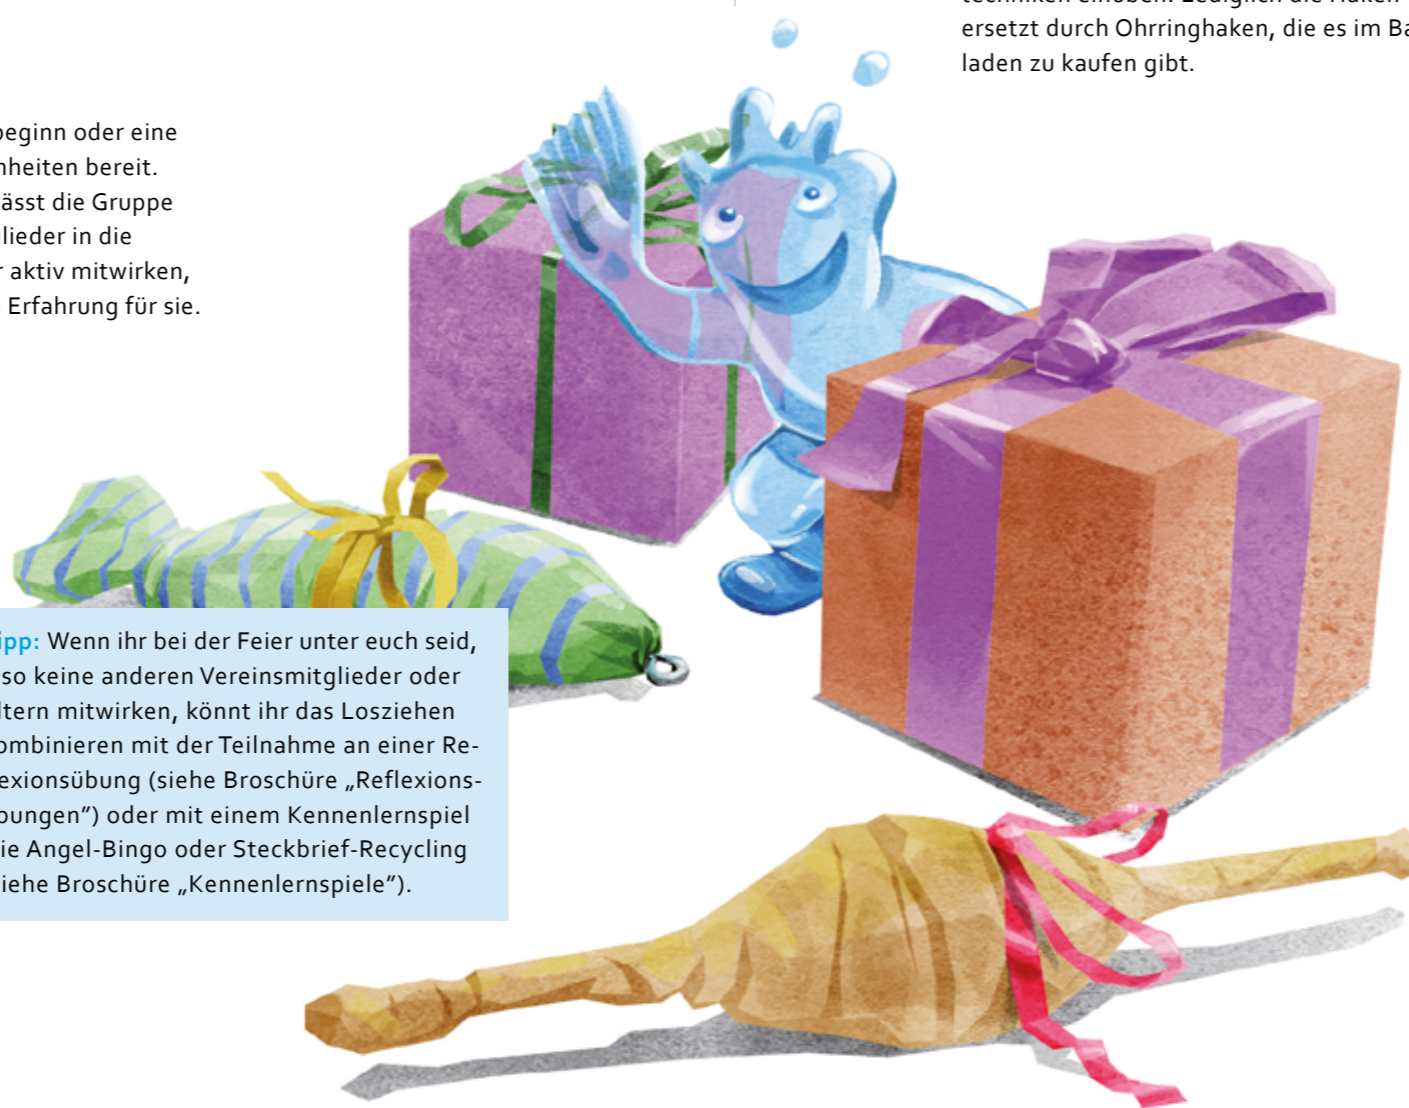 beginn oder eine
nheiten bereit.
ässt die Gruppe
lieder in die
r aktiv mitwirken,
Erfahrung für sie.
ersetzt durch Ohrringhaken, die es im Ba
laden zu kaufen gibt.
ipp: Wenn ihr bei der Feier unter euch seid,
so keine anderen Vereinsmitglieder oder
ltern mitwirken, könnt ihr das Losziehen
ombinieren mit der Teilnahme an einer Re-
exionsübung (siehe Broschüre „Reflexions-
bungen”) oder mit einem Kennenlernspiel
ie Angel-Bingo oder Steckbrief-Recycling
iehe Broschüre „Kennenlernspiele”).